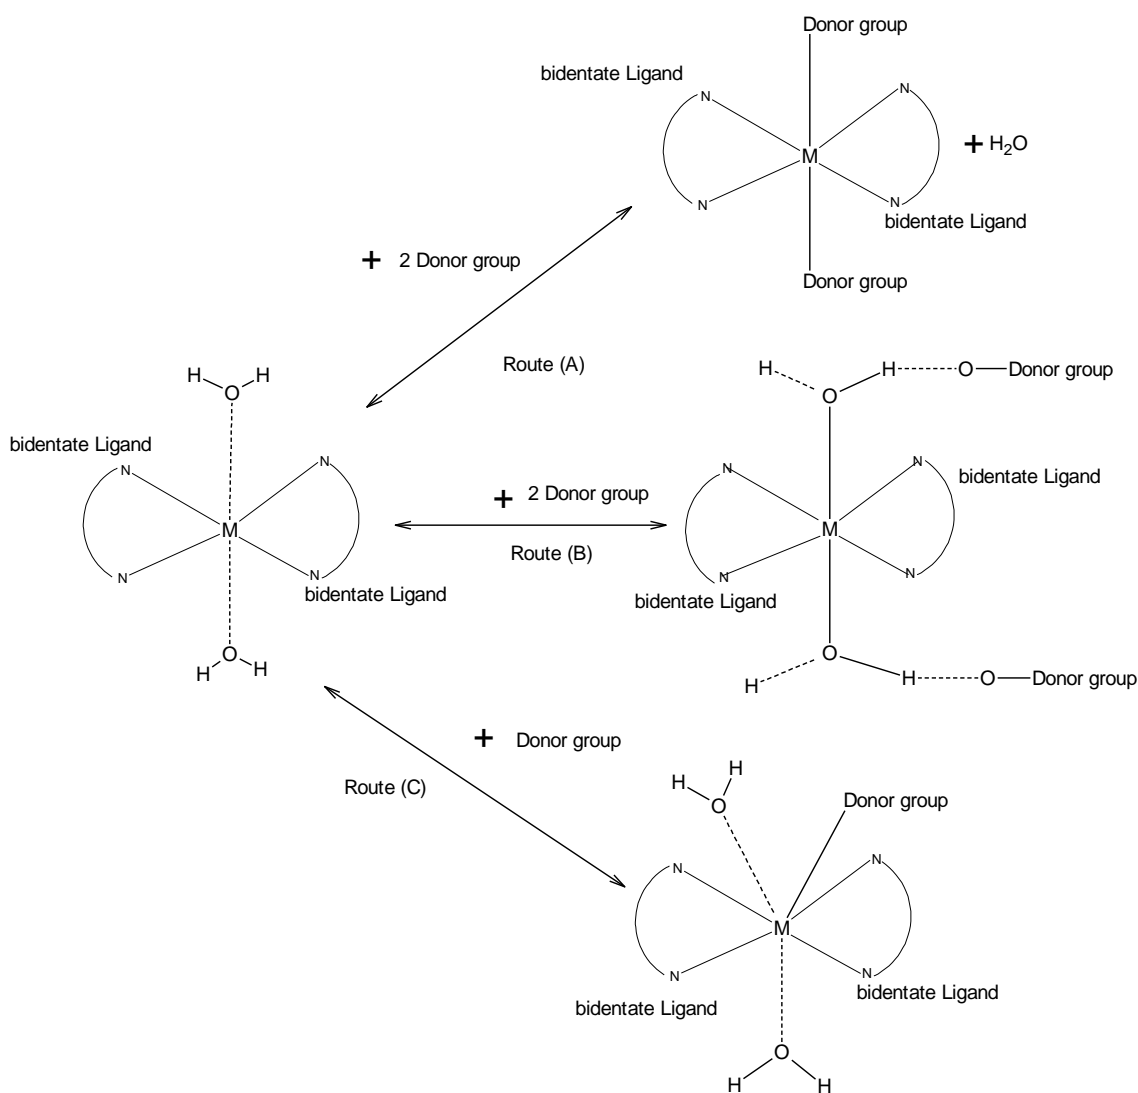 Donor group
bidentate Ligand
N
N
M
+ H₂O
N
N
bidentate Ligand
Donor group
+ 2 Donor group
Route (A)
H
H
O
bidentate Ligand
N
N
M
N
N
bidentate Ligand
O
H
H
+ 2 Donor group
Route (B)
H
H
O
Donor group
O
N
N
bidentate Ligand
M
N
N
bidentate Ligand
O
H
H
O
Donor group
+ Donor group
Route (C)
H
H
O
Donor group
N
N
M
N
N
bidentate Ligand
bidentate Ligand
O
H
H